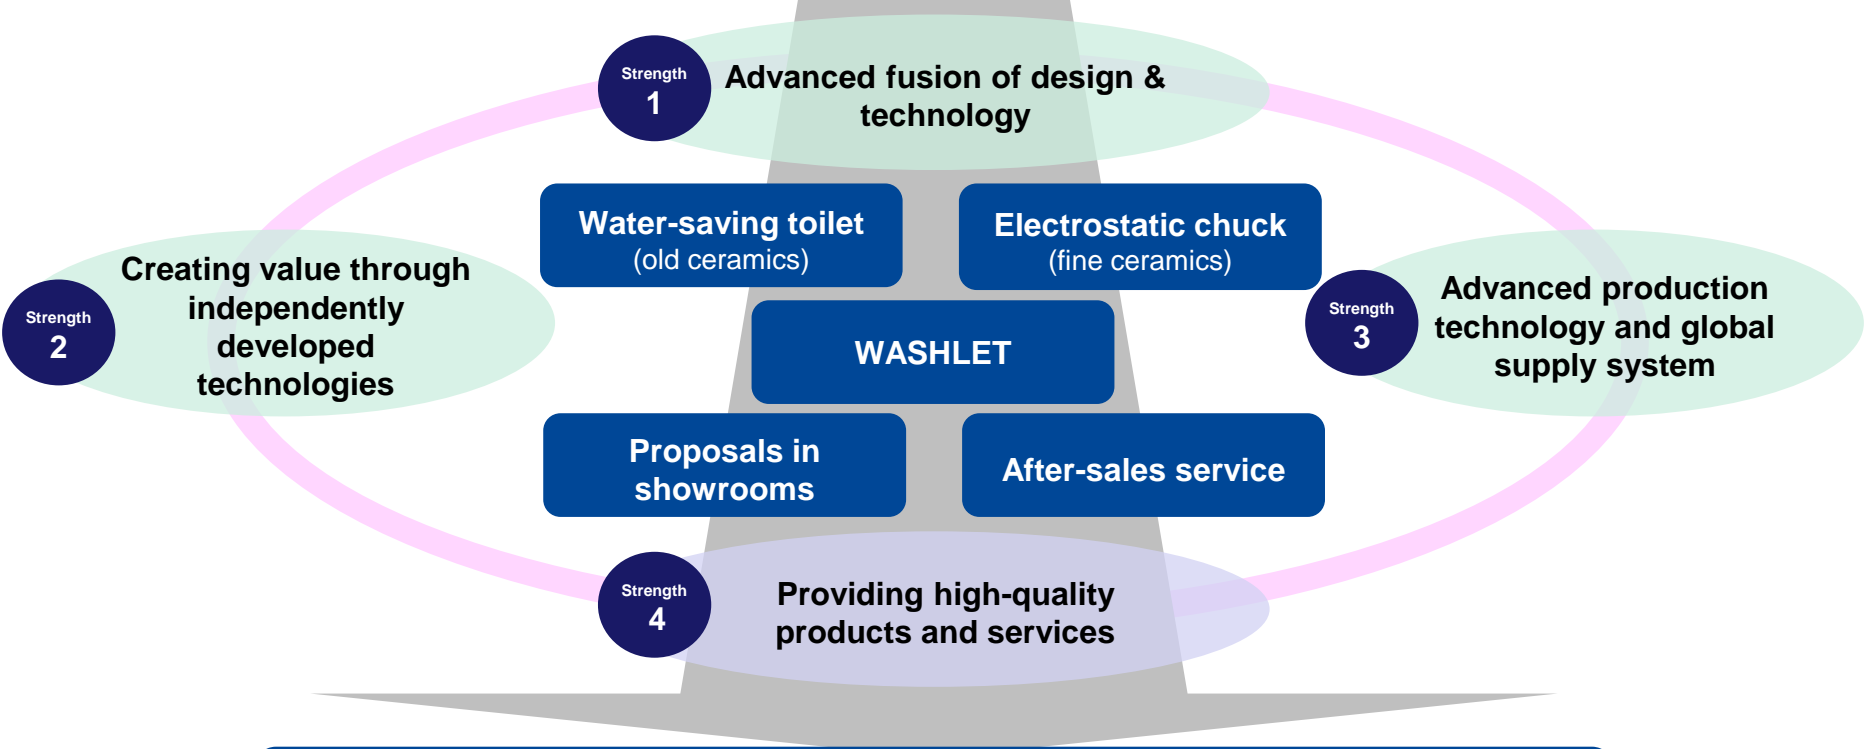 Strength
1
Advanced fusion of design &
technology
Water-saving toilet
(old ceramics)
Electrostatic chuck
(fine ceramics)
Strength
2
Creating value through
independently
developed
technologies
WASHLET
Strength
3
Advanced production
technology and global
supply system
Proposals in
showrooms
After-sales service
Strength
4
Providing high-quality
products and services